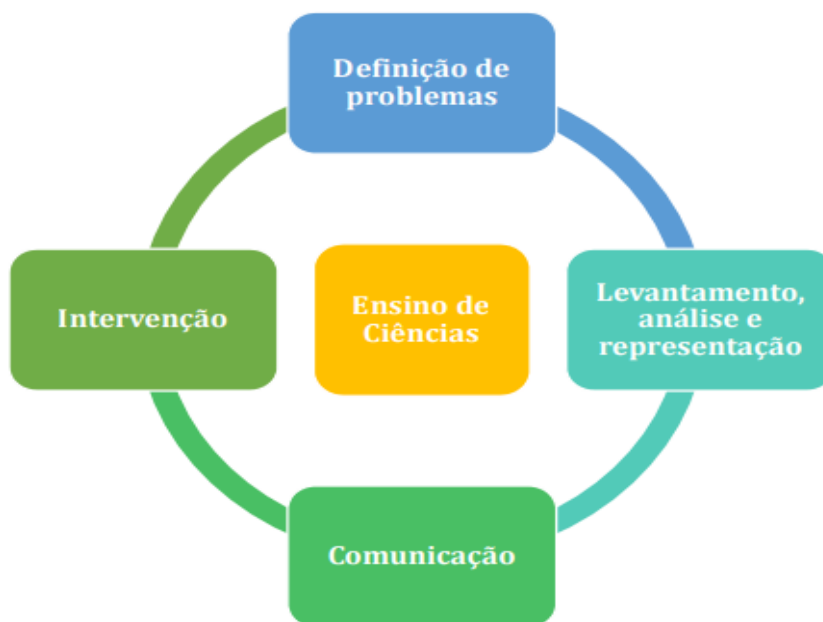 Definição de
problemas
Intervenção
Ensino de
Ciências
Levantamento,
análise e
representação
Comunicação